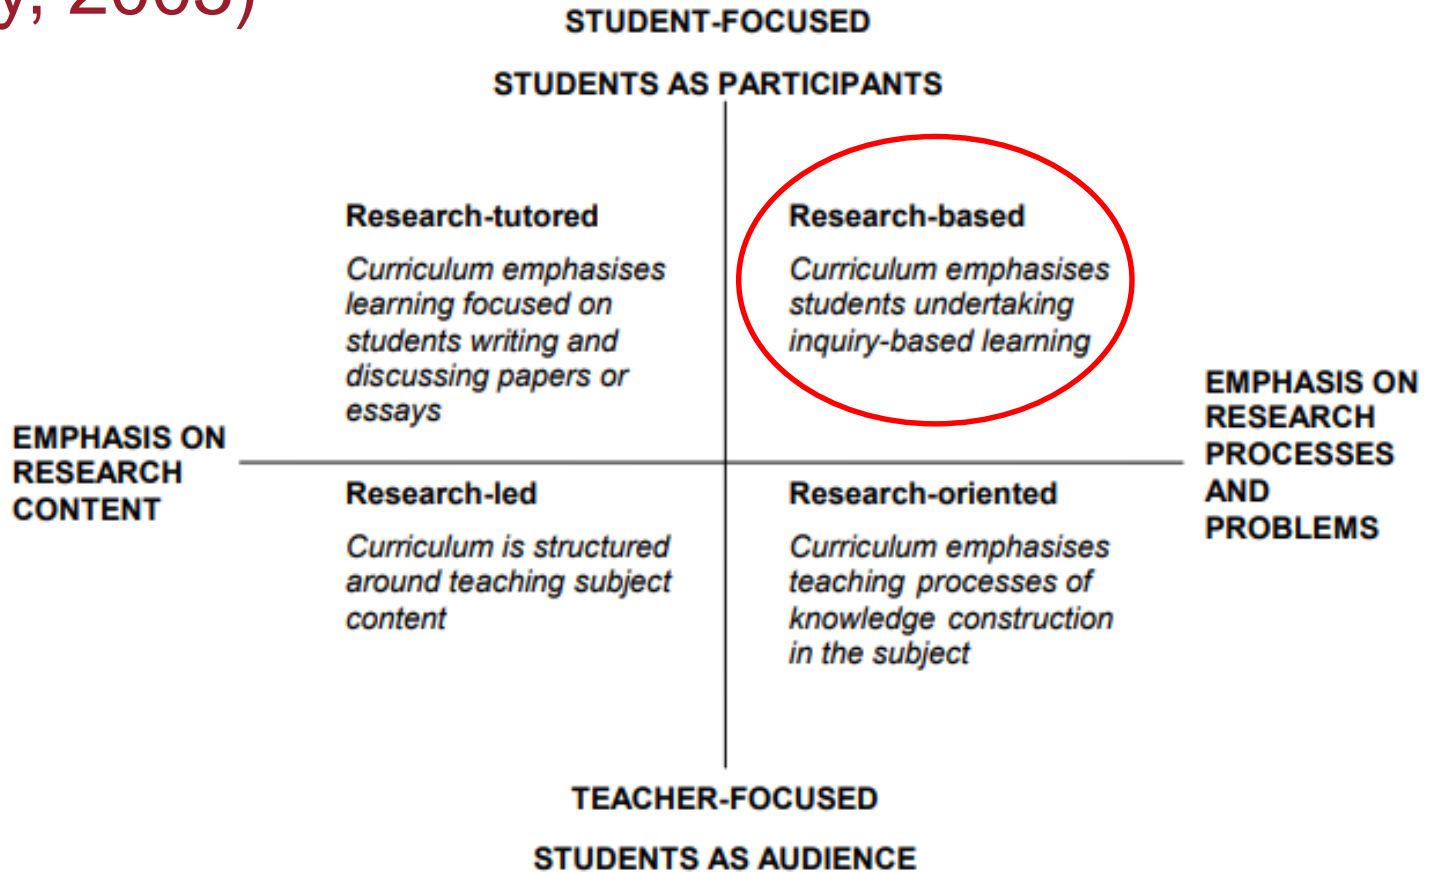 y, 2005)
STUDENT-FOCUSED
STUDENTS AS PARTICIPANTS
Research-tutored
Curriculum emphasises
learning focused on
students writing and
discussing papers or
essays
Research-based
Curriculum emphasises
students undertaking
inquiry-based learning
EMPHASIS ON
RESEARCH
CONTENT
EMPHASIS ON
RESEARCH
PROCESSES
AND
PROBLEMS
Research-led
Curriculum is structured
around teaching subject
content
Research-oriented
Curriculum emphasises
teaching processes of
knowledge construction
in the subject
TEACHER-FOCUSED
STUDENTS AS AUDIENCE